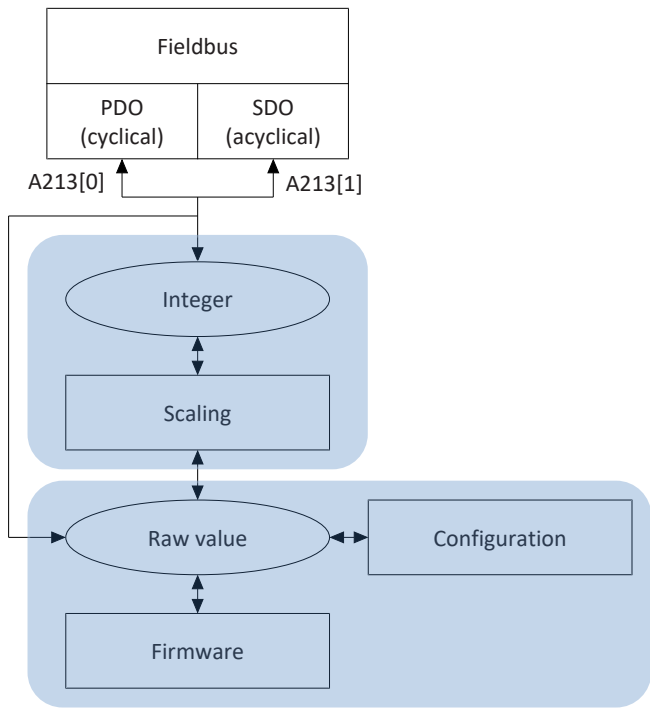 Fieldbus
PDO
(cyclical)
SDO
(acyclical)
A213[0]
A213[1]
Integer
Scaling
Raw value
Configuration
Firmware